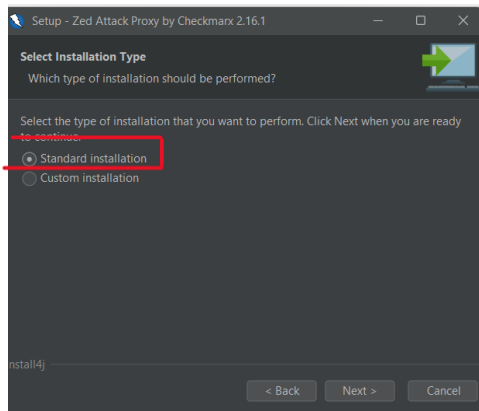 Setup - Zed Attack Proxy by Checkmarx 2.16.1
Select Installation Type
Which type of installation should be performed?
Select the type of installation that you want to perform. Click Next when you are ready
to continue.
Standard installation
Custom installation
nstall4j
< Back Next > Cancel